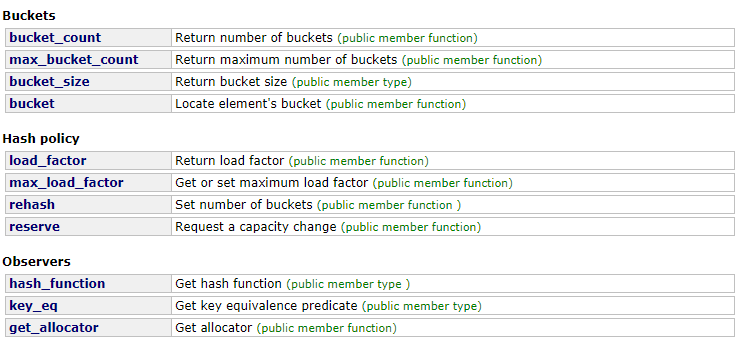 Buckets
bucket_count Return number of buckets (public member function)
max_bucket_count Return maximum number of buckets (public member function)
bucket_size Return bucket size (public member type)
bucket Locate element's bucket (public member function)
Hash policy
load_factor Return load factor (public member function)
max_load_factor Get or set maximum load factor (public member function)
rehash Set number of buckets (public member function )
reserve Request a capacity change (public member function)
Observers
hash_function Get hash function (public member type )
key_eq Get key equivalence predicate (public member type)
get_allocator Get allocator (public member function)